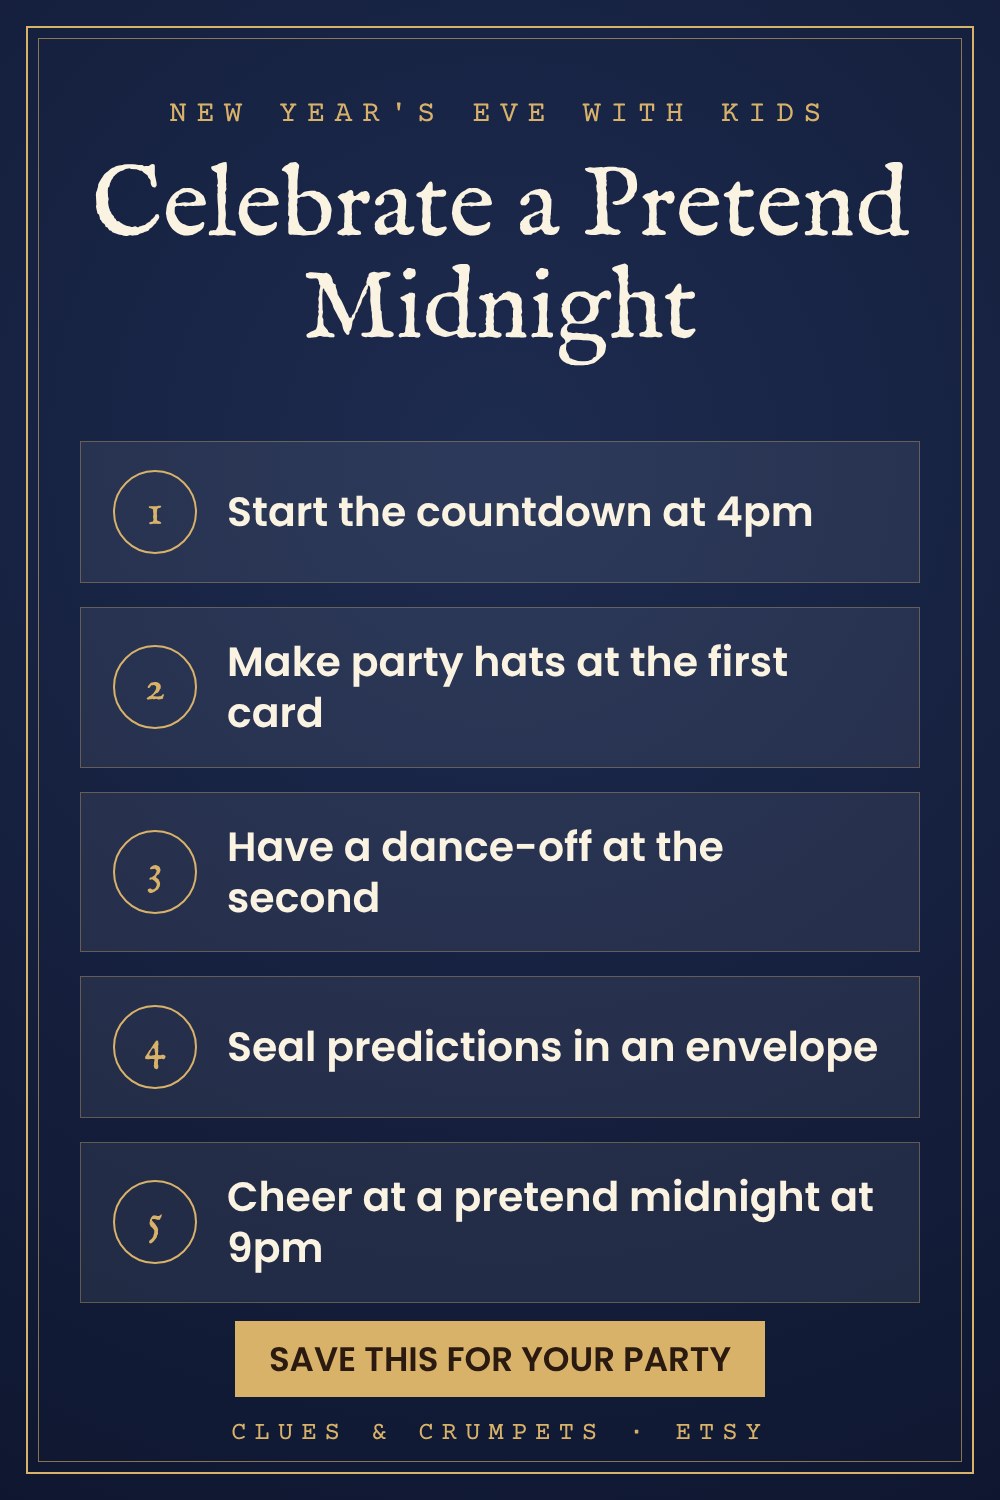 NEW YEAR'S EVE WITH KIDS
Celebrate a Pretend
Midnight
1
Start the countdown at 4pm
2
Make party hats at the first
card
3
Have a dance-off at the
second
4
Seal predictions in an envelope
5
Cheer at a pretend midnight at
9pm
SAVE THIS FOR YOUR PARTY
CLUES & CRUMPETS · ETSY